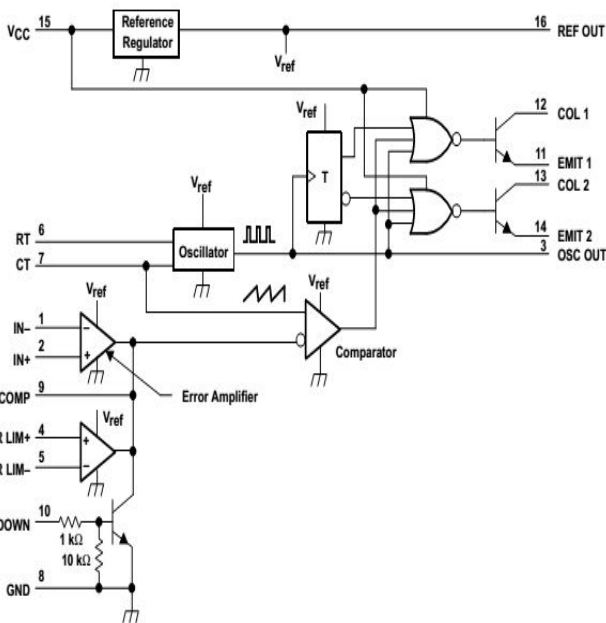 15
VCC
Reference
Regulator
16
REF OUT
Vref
Vref
12
COL 1
T
11
EMIT 1
13
COL 2
Vref
14
EMIT 2
6
RT
Oscillator
3
OSC OUT
7
CT
Vref
Vref
1
IN–
2
IN+
Comparator
9
COMP
Error Amplifier
Vref
4
R LIM+
5
R LIM–
10
DOWN
1 kΩ
10 kΩ
8
GND